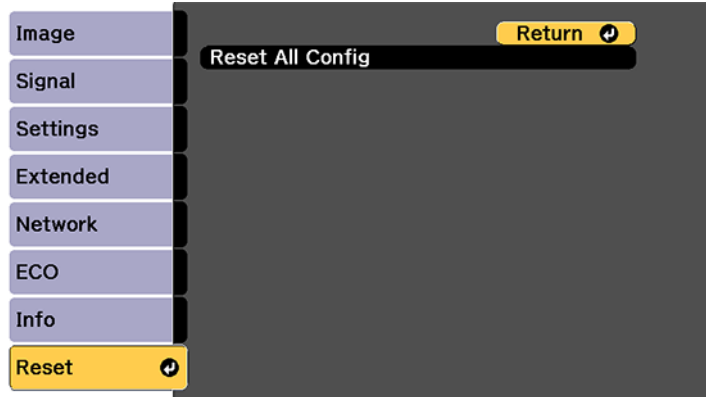 Image
Signal
Settings
Extended
Network
ECO
Info
Reset
Return
Reset All Config